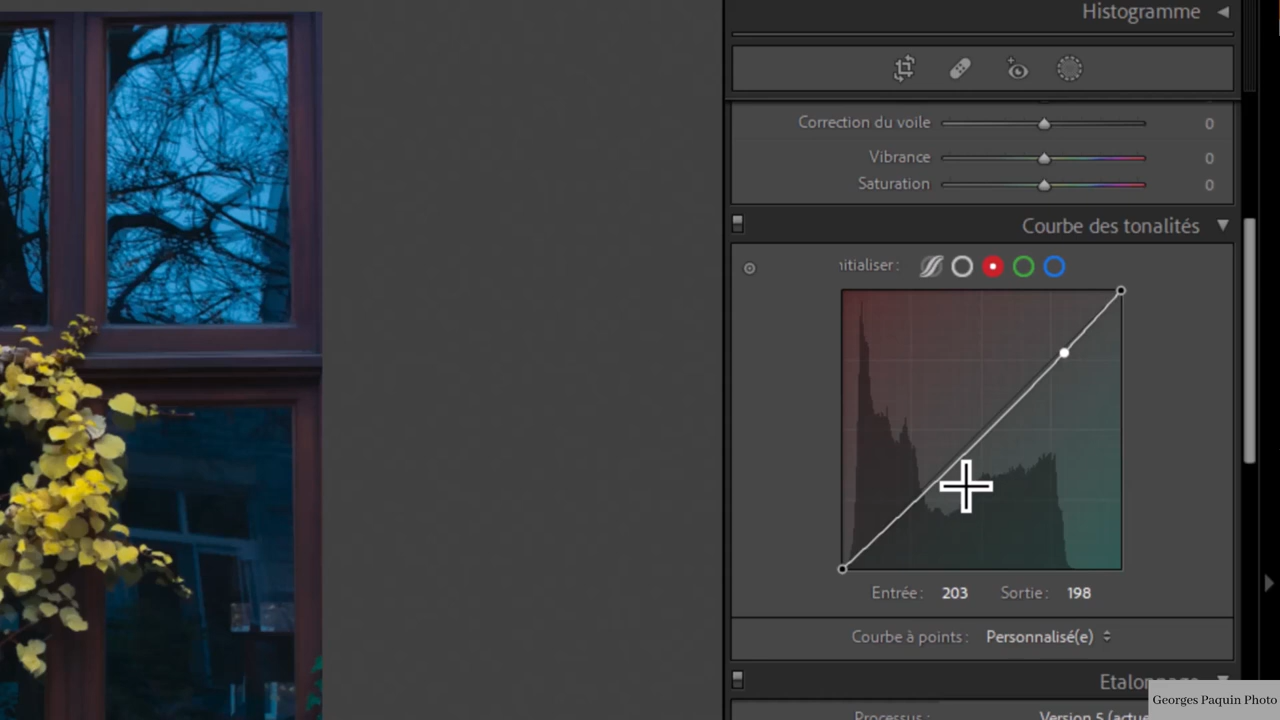 Histogramme
Correction du voile 0
Vibrance 0
Saturation 0
Courbe des tonalités
nitialiser :
Entrée : 203 Sortie : 198
Courbe à points : Personnalisé(e)
Etalonnage
Processus : Version 5 (actue
Georges Paquin Photo